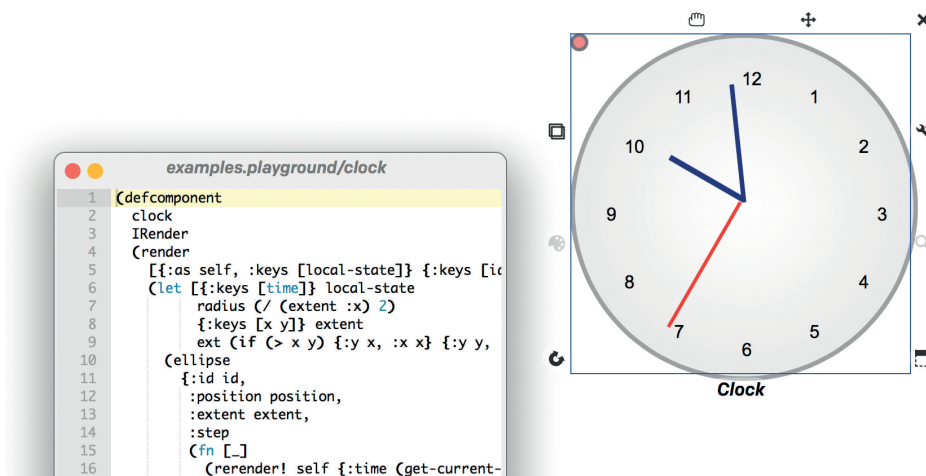 examples.playground/clock
1 (defcomponent
2 clock
3 IRender
4 (render
5 [{:as self, :keys [local-state]} {:keys [id
6 (let [{:keys [time]} local-state
7 radius (/ (extent :x) 2)
8 {:keys [x y]} extent
9 ext (if (> x y) {:y x, :x x} {:y y,
10 (ellipse
11 {:id id,
12 :position position,
13 :extent extent,
14 :step
15 (fn [_]
16 (rerender! self {:time (get-current-
12
1
2
3
4
5
6
7
8
9
10
11
Clock